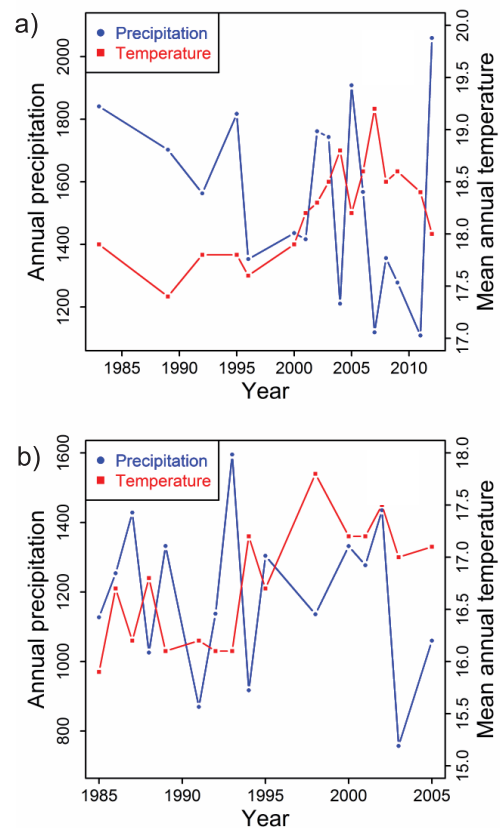 a)
Precipitation
Temperature
Annual precipitation
2000
1800
1600
1400
1200
Mean annual temperature
20.0
19.5
19.0
18.5
18.0
17.5
17.0
1985 1990 1995 2000 2005 2010
Year
b)
Precipitation
Temperature
Annual precipitation
1600
1400
1200
1000
800
Mean annual temperature
18.0
17.5
17.0
16.5
16.0
15.5
15.0
1985 1990 1995 2000 2005
Year